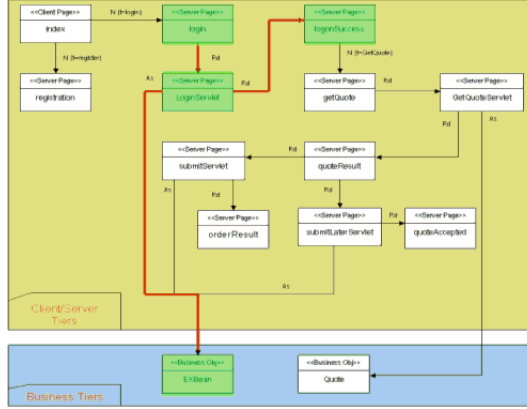 <<Client Page>>
index
N (t=login)
<<Server Page>>
login
<<Server Page>>
logonSuccess
N (t=register)
Rd
N (t=GetQuote)
<<Server Page>>
registration
As
<<Server Page>>
LoginServlet
Rd
<<Server Page>>
getQuote
Rd
<<Server Page>>
GetQuoteServlet
Rd
As
<<Server Page>>
submitServlet
Rd
<<Server Page>>
quoteResult
As
Rd
Rd
<<Server Page>>
orderResult
<<Server Page>>
submitLaterServlet
Rd
<<Server Page>>
quoteAccepted
As
Client/Server
Tiers
<<Business Obj>>
EXBean
<<Business Obj>>
Quote
Business Tiers